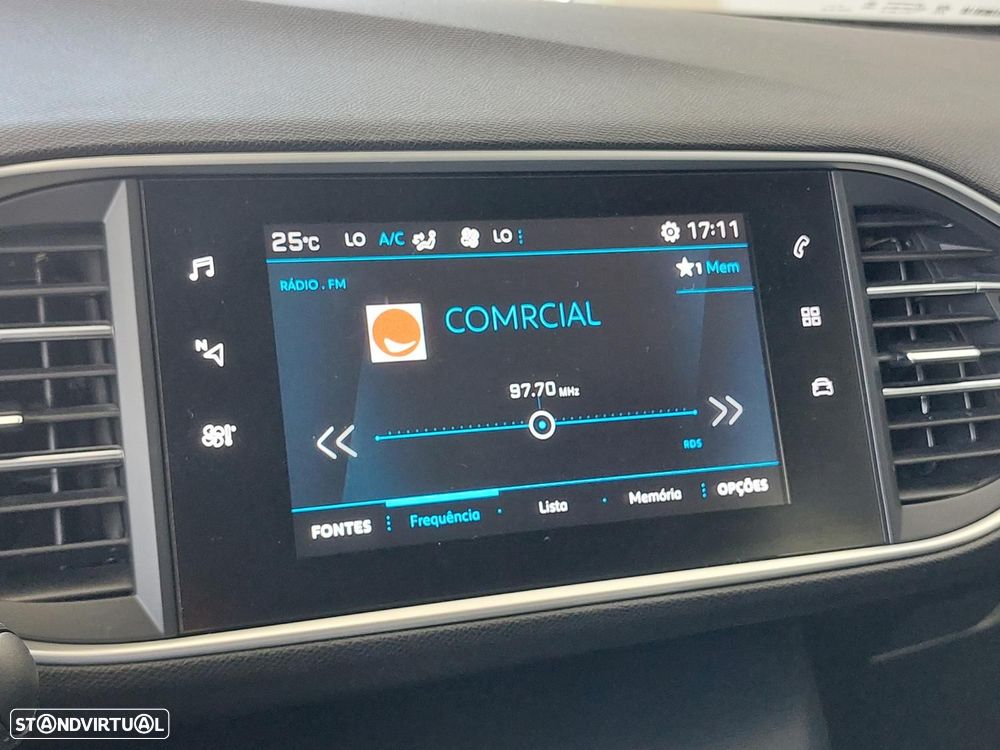 25°C LO A/C LO 17:11
RÁDIO . FM
1 Mem
COMRCIAL
97.70 MHz
RDS
FONTES Frequência Lista Memória OPÇÕES
N
STANDVIRTUAL